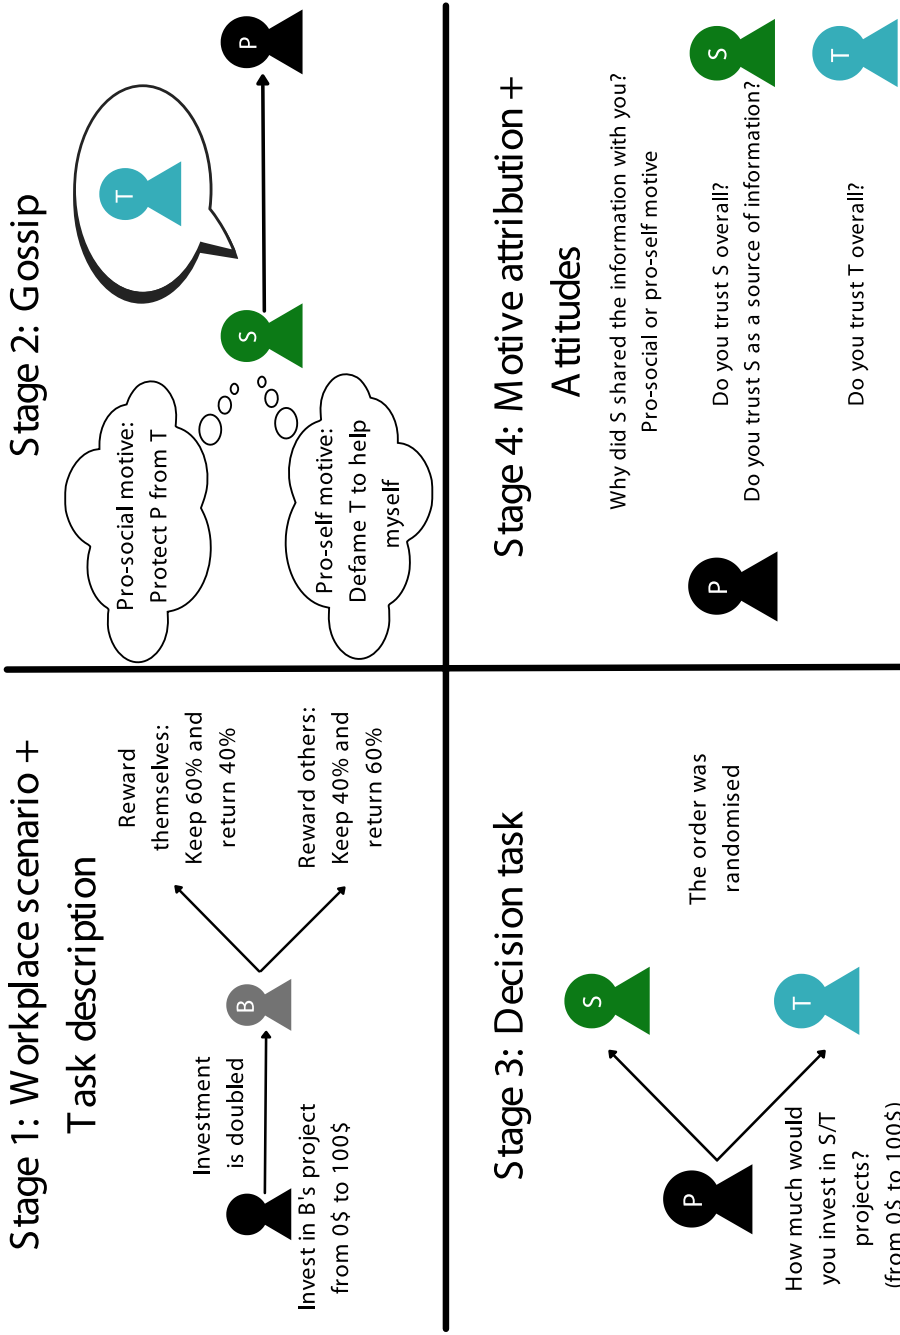 Stage 1: Workplace scenario +
Task description
Investment
is doubled
Invest in B's project
from 0$ to 100$
B
Reward
themselves:
Keep 60% and
return 40%
Reward others:
Keep 40% and
return 60%
Stage 2: Gossip
Pro-social motive:
Protect P from T
Pro-self motive:
Defame T to help
myself
S
T
P
Stage 3: Decision task
P
How much would
you invest in S/T
projects?
(from 0$ to 100$)
S
T
The order was
randomised
Stage 4: Motive attribution +
Attitudes
P
Why did S shared the information with you?
Pro-social or pro-self motive
Do you trust S overall?
Do you trust S as a source of information?
Do you trust T overall?
S
T